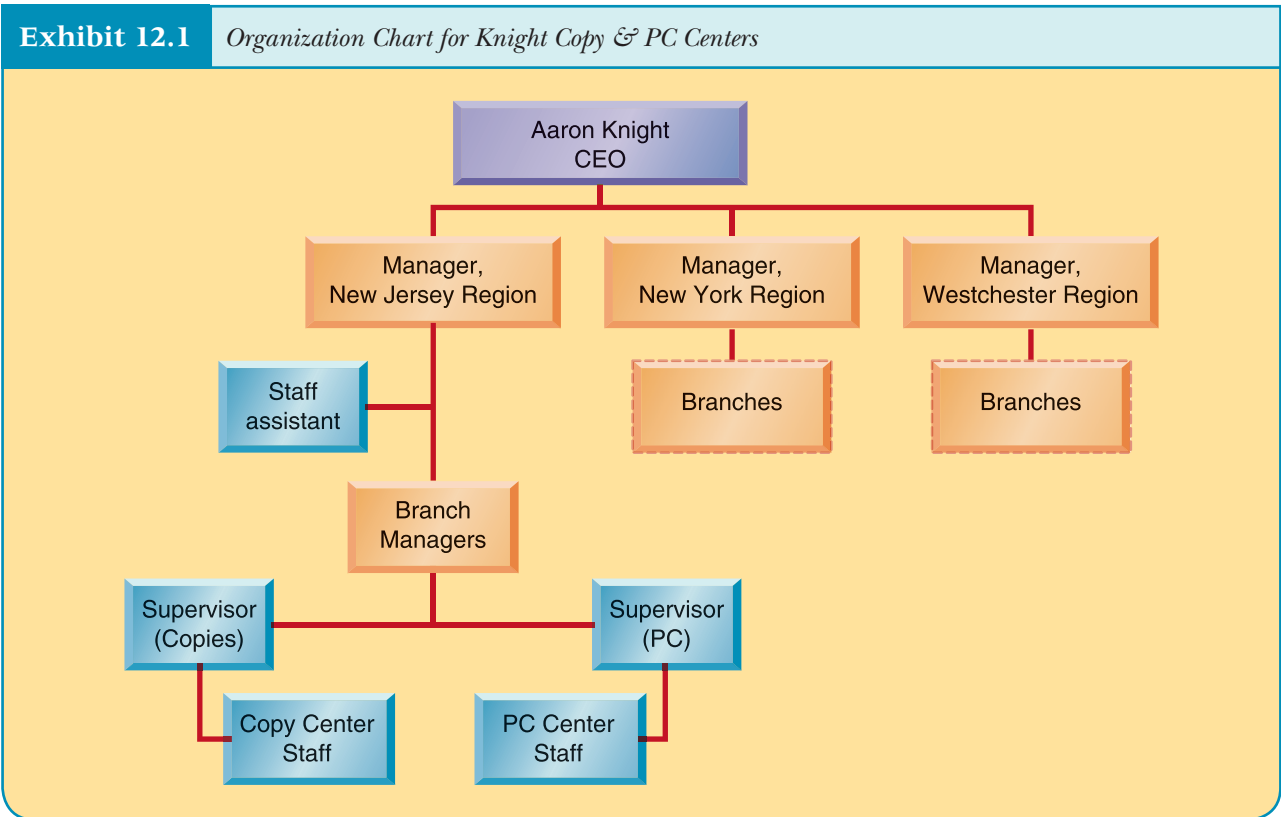 Exhibit 12.1
Organization Chart for Knight Copy & PC Centers
Aaron Knight
CEO
Manager,
New Jersey Region
Manager,
New York Region
Manager,
Westchester Region
Staff
assistant
Branches
Branches
Branch
Managers
Supervisor
(Copies)
Supervisor
(PC)
Copy Center
Staff
PC Center
Staff